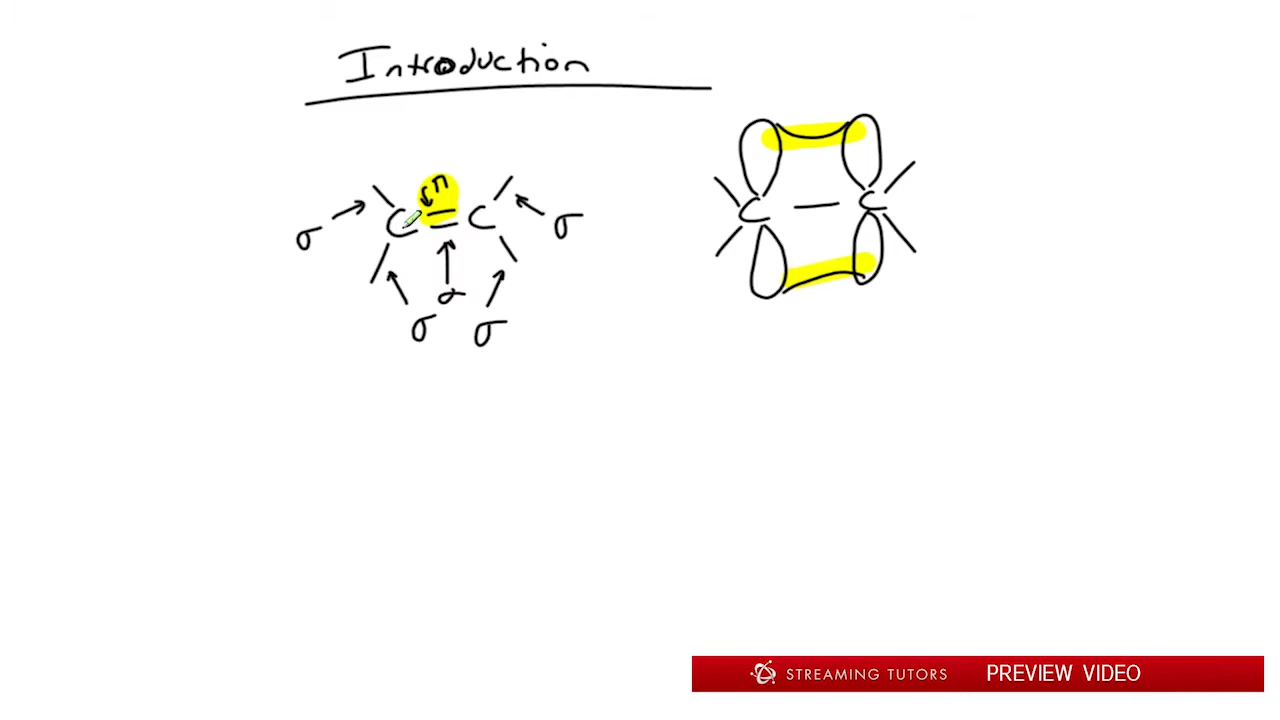 Introduction
π
C = C
σ
σ
σ
σ
σ
C — C
STREAMING TUTORS PREVIEW VIDEO